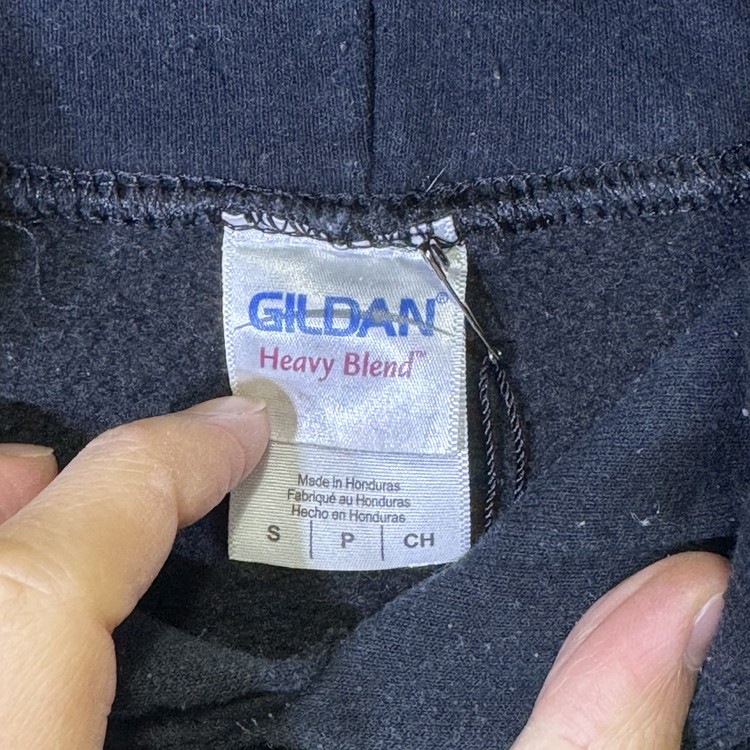 GILDAN®
Heavy Blend™
Made in Honduras
Fabriqué au Honduras
Hecho en Honduras
S | P | CH